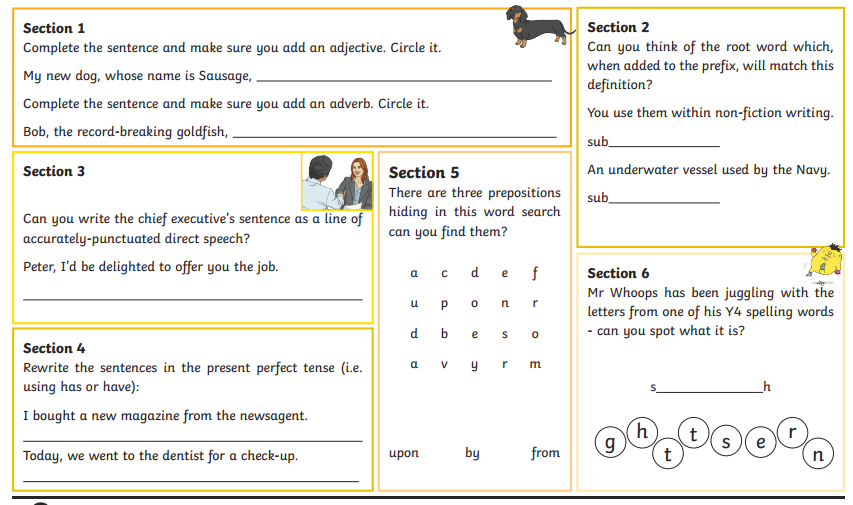 Section 1
Complete the sentence and make sure you add an adjective. Circle it.
My new dog, whose name is Sausage, ____________
Complete the sentence and make sure you add an adverb. Circle it.
Bob, the record-breaking goldfish, ____________
Section 2
Can you think of the root word which,
when added to the prefix, will match this
definition?
You use them within non-fiction writing.
sub____________
An underwater vessel used by the Navy.
sub____________
Section 3
Can you write the chief executive's sentence as a line of
accurately-punctuated direct speech?
Peter, I'd be delighted to offer you the job.
Section 4
Rewrite the sentences in the present perfect tense (i.e.
using has or have):
I bought a new magazine from the newsagent.
Today, we went to the dentist for a check-up.
Section 5
There are three prepositions
hiding in this word search
can you find them?
a c d e f
u p o n r
d b e s o
a v y r m
upon by from
Section 6
Mr Whoops has been juggling with the
letters from one of his Y4 spelling words
- can you spot what it is?
s____________h
g h t t s e r n